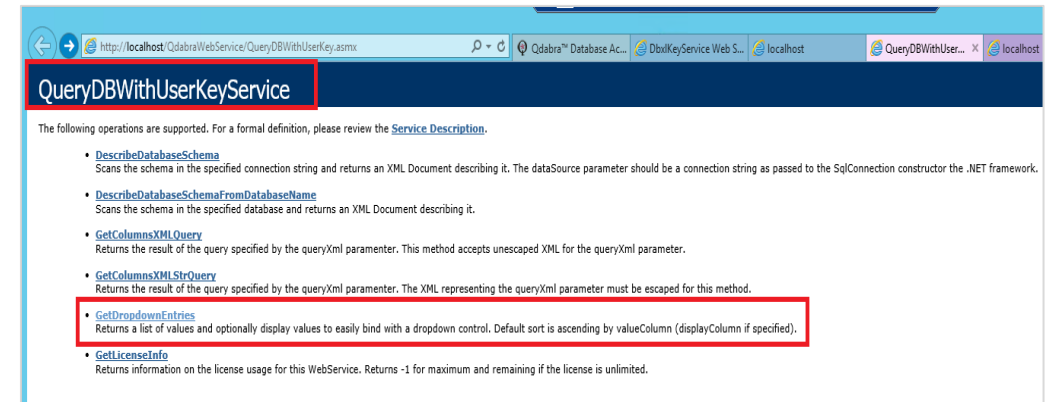 http://localhost/QdabraWebService/QueryDBWithUserKey.asmx
Qdabra™ Database Ac...
DbxlKeyService Web S...
localhost
QueryDBWithUser...
localhost
QueryDBWithUserKeyService
The following operations are supported. For a formal definition, please review the Service Description.
• DescribeDatabaseSchema
Scans the schema in the specified connection string and returns an XML Document describing it. The dataSource parameter should be a connection string as passed to the SqlConnection constructor the .NET framework.
• DescribeDatabaseSchemaFromDatabaseName
Scans the schema in the specified database and returns an XML Document describing it.
• GetColumnsXMLQuery
Returns the result of the query specified by the queryXml paramenter. This method accepts unescaped XML for the queryXml parameter.
• GetColumnsXMLStrQuery
Returns the result of the query specified by the queryXml paramenter. The XML representing the queryXml parameter must be escaped for this method.
• GetDropdownEntries
Returns a list of values and optionally display values to easily bind with a dropdown control. Default sort is ascending by valueColumn (displayColumn if specified).
• GetLicenseInfo
Returns information on the license usage for this WebService. Returns -1 for maximum and remaining if the license is unlimited.